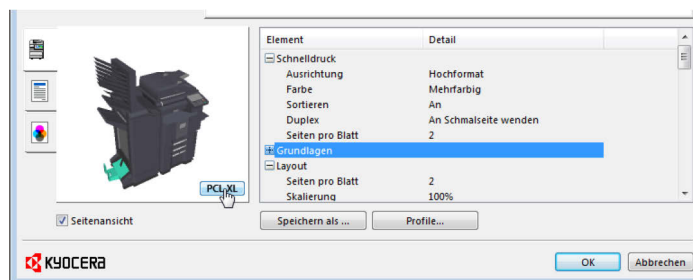 Element Detail
Schnelldruck
Ausrichtung Hochformat
Farbe Mehrfarbig
Sortieren An
Duplex An Schmalseite wenden
Seiten pro Blatt 2
Grundlagen
Layout
Seiten pro Blatt 2
Skalierung 100%
PCL XL
Seitenansicht
Speichern als ... Profile...
KYOCERA
OK Abbrechen